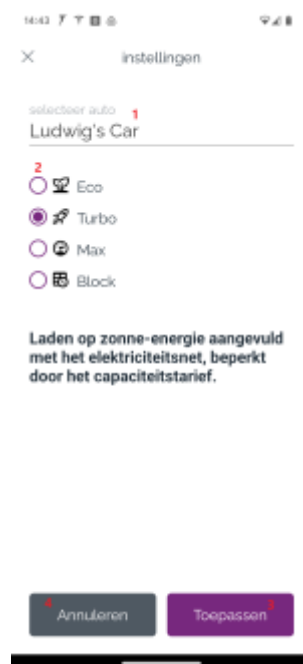 14:43
instellingen
selecteer auto 1
Ludwig's Car
2
Eco
Turbo
Max
Block
Laden op zonne-energie aangevuld
met het elektriciteitsnet, beperkt
door het capaciteitstarief.
4 Annuleren
Toepassen 3